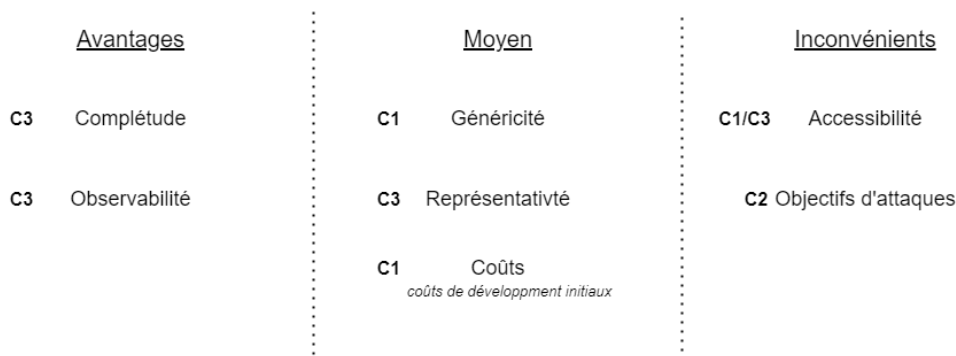 Avantages Moyen Inconvénients
C3 Complétude C1 Généricité C1/C3 Accessibilité
C3 Observabilité C3 Représentativté C2 Objectifs d'attaques
C1 Coûts
coûts de développment initiaux